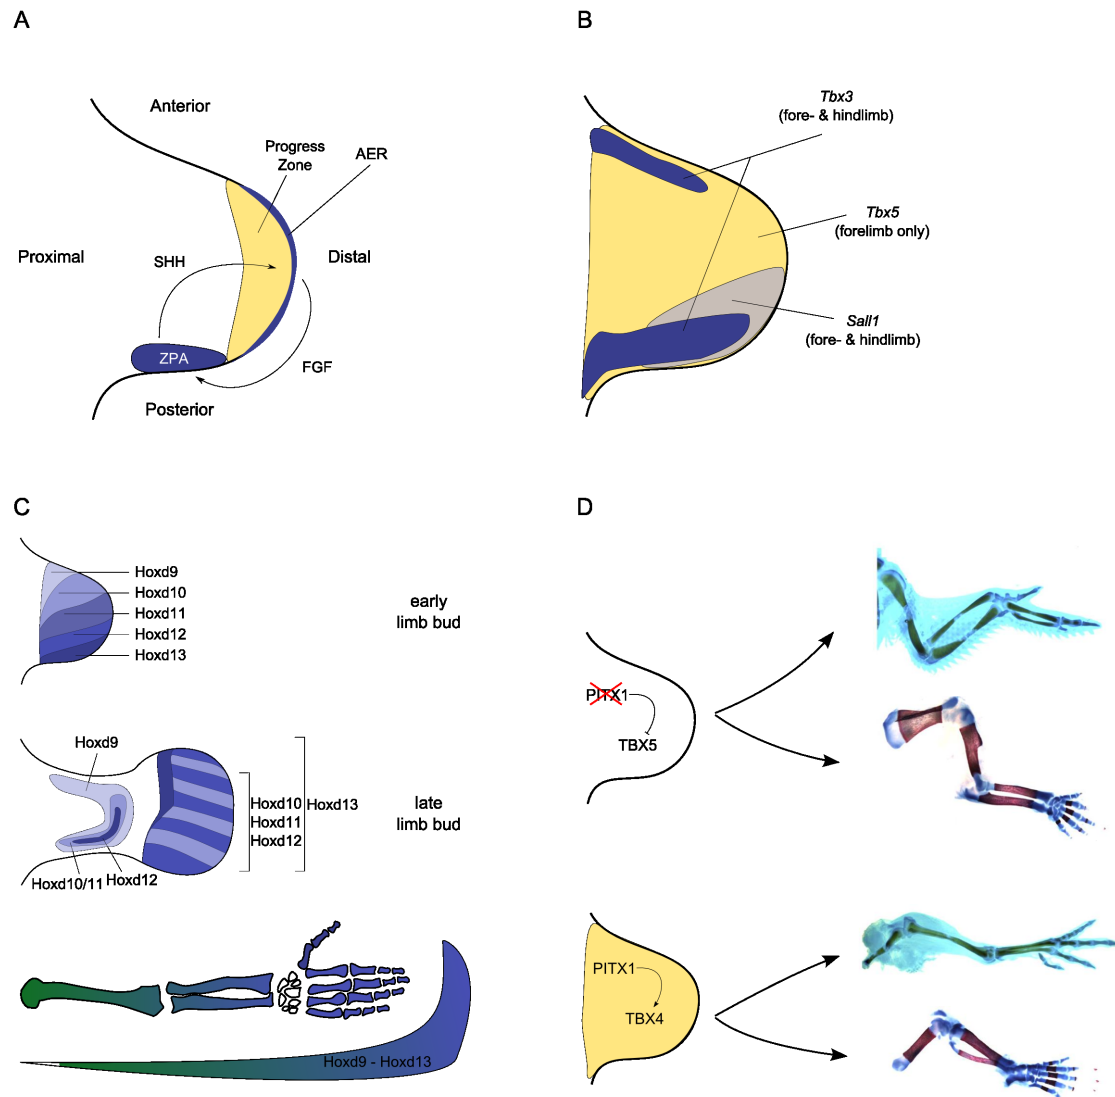 A
Anterior
Progress
Zone
AER
Proximal
SHH
Distal
ZPA
FGF
Posterior
B
Tbx3
(fore- & hindlimb)
Tbx5
(forelimb only)
Sall1
(fore- & hindlimb)
C
Hoxd9
Hoxd10
Hoxd11
Hoxd12
Hoxd13
early
limb bud
Hoxd9
Hoxd10
Hoxd11
Hoxd12
Hoxd13
late
limb bud
Hoxd10/11
Hoxd12
Hoxd9 - Hoxd13
D
PITX1
TBX5
PITX1
TBX4